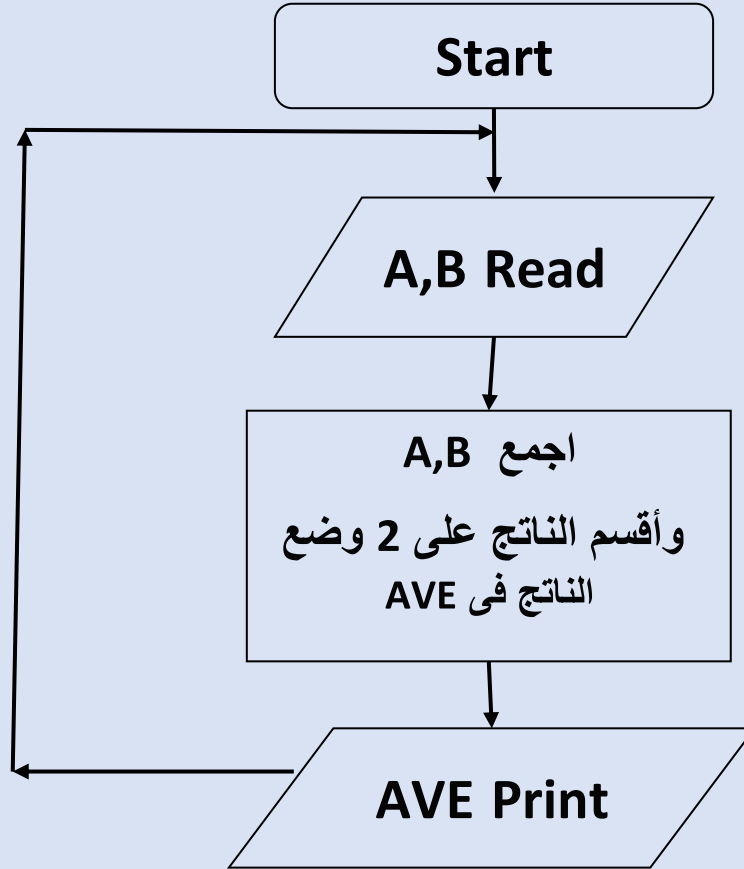 Start
A,B Read
اجمع A,B
وأقسم الناتج على 2 وضع
الناتج فى AVE
AVE Print